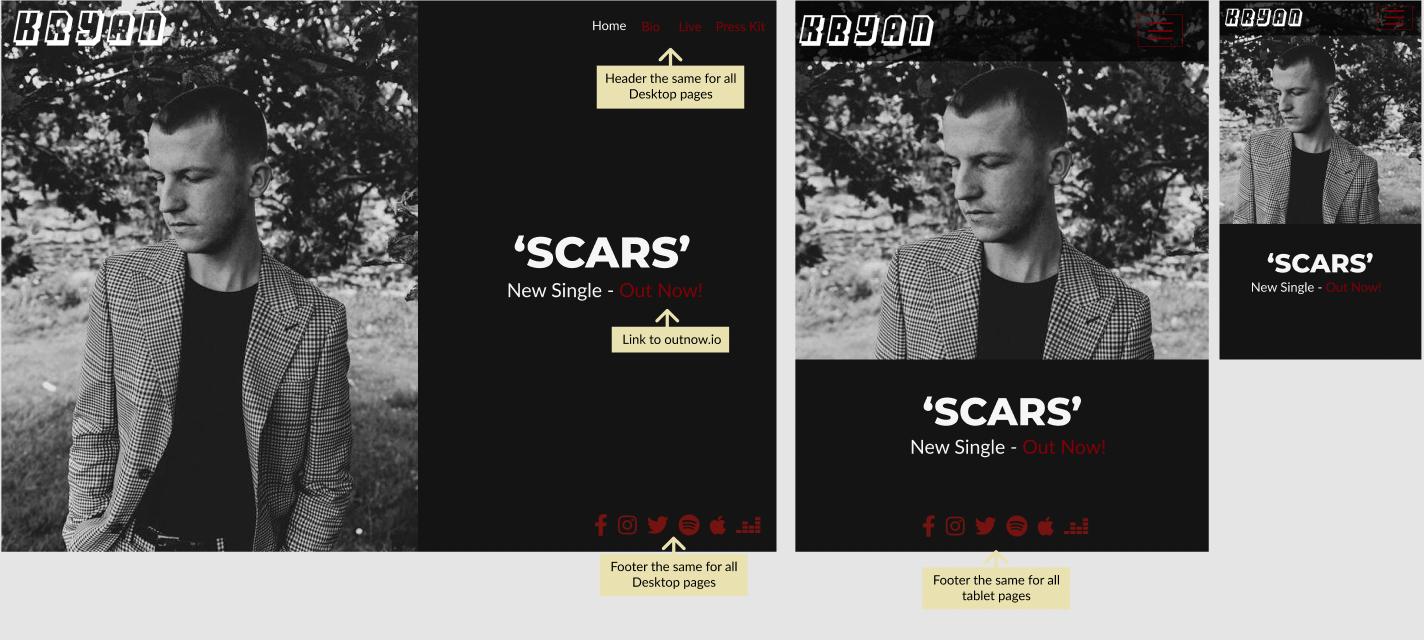 KRYAN
Home Bio Live Press Kit
Header the same for all
Desktop pages
‘SCARS’
New Single - Out Now!
Link to outnow.io
Footer the same for all
Desktop pages
KRYAN
‘SCARS’
New Single - Out Now!
Footer the same for all
tablet pages
KRYAN
‘SCARS’
New Single - Out Now!